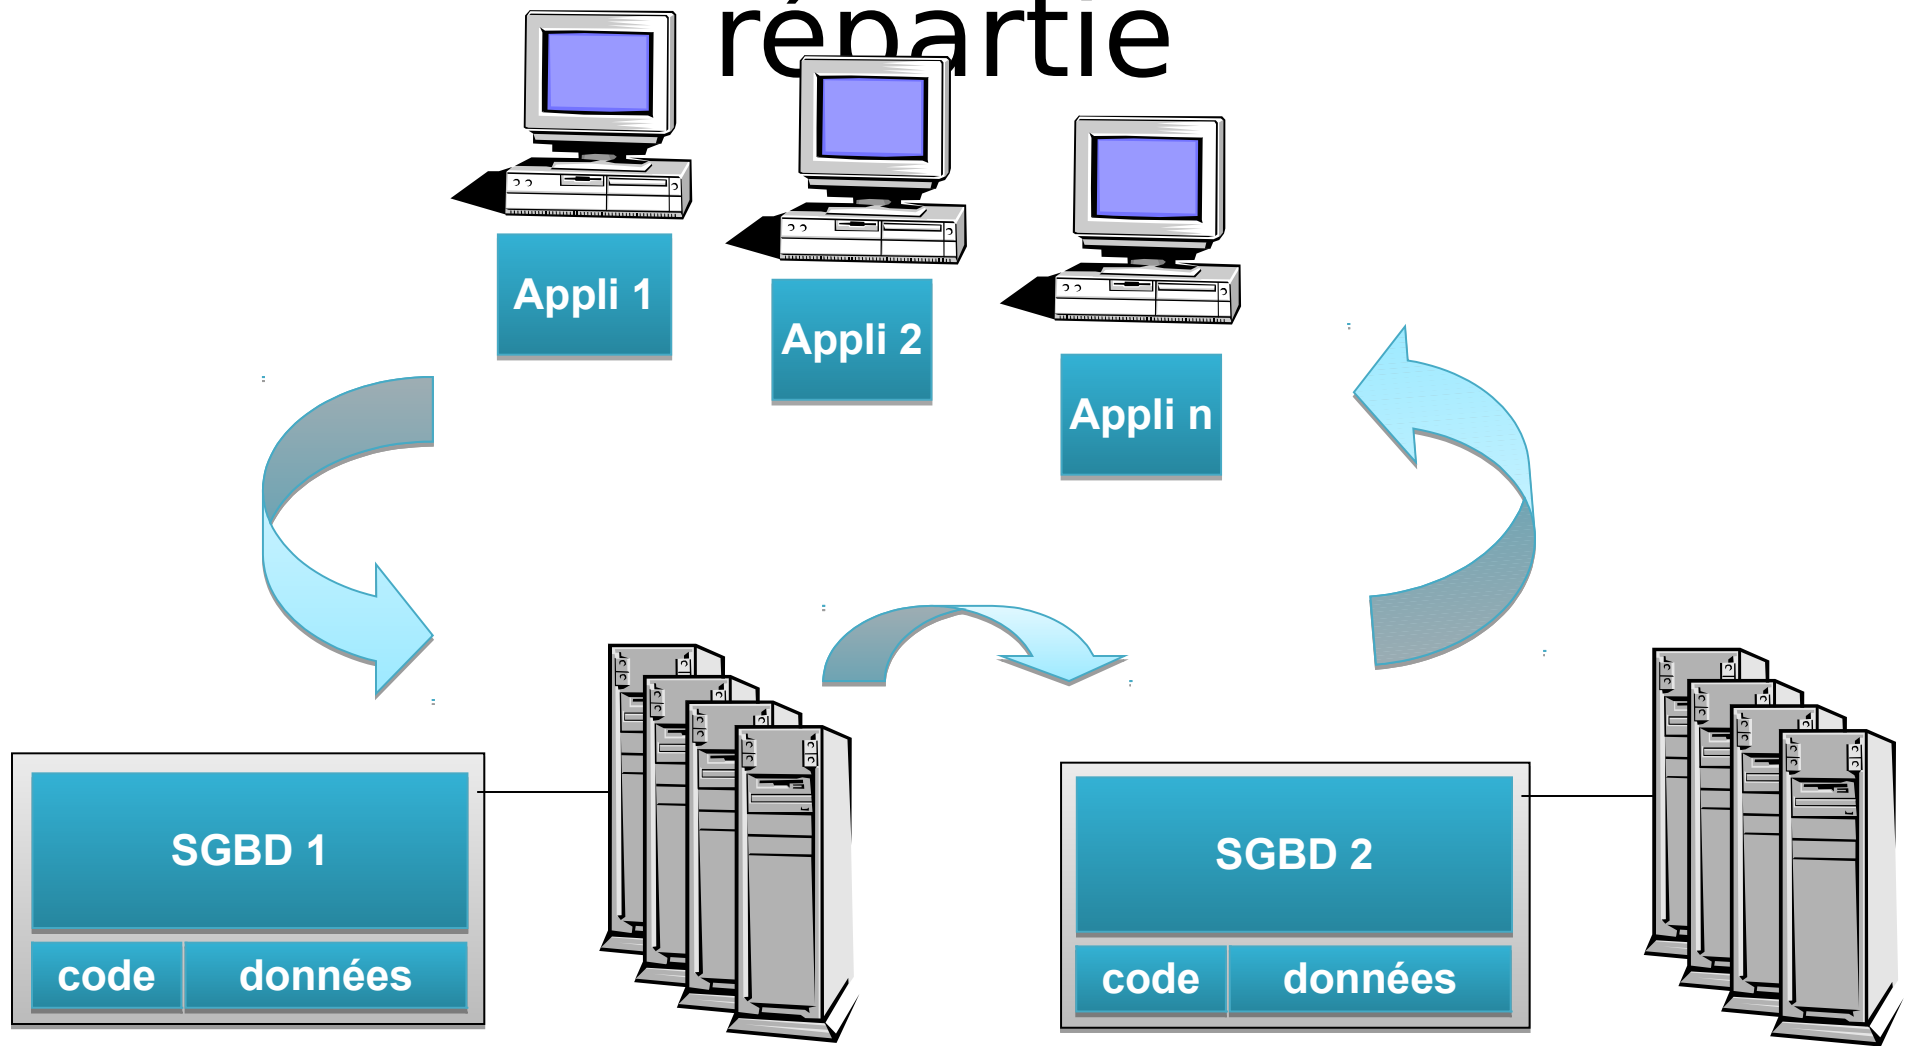 répartie
Appli 1
Appli 2
Appli n
SGBD 1
code données
SGBD 2
code données